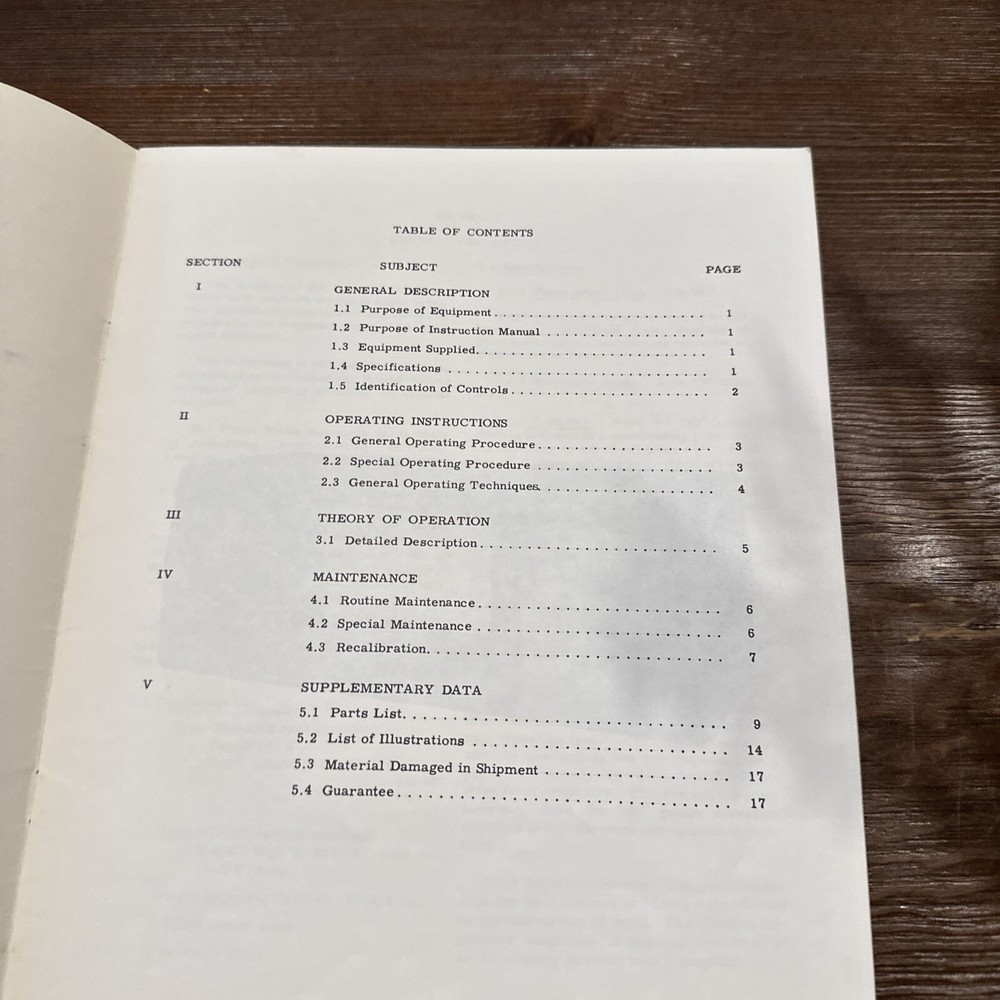 TABLE OF CONTENTS
SECTION SUBJECT PAGE
I GENERAL DESCRIPTION
1.1 Purpose of Equipment . . . . . . . . . . . . . . . . . . . . . . . . . . 1
1.2 Purpose of Instruction Manual . . . . . . . . . . . . . . . . . . . 1
1.3 Equipment Supplied. . . . . . . . . . . . . . . . . . . . . . . . . . . 1
1.4 Specifications . . . . . . . . . . . . . . . . . . . . . . . . . . . . . . 1
1.5 Identification of Controls . . . . . . . . . . . . . . . . . . . . . . . 2
II OPERATING INSTRUCTIONS
2.1 General Operating Procedure . . . . . . . . . . . . . . . . . . . . 3
2.2 Special Operating Procedure . . . . . . . . . . . . . . . . . . . . 3
2.3 General Operating Techniques. . . . . . . . . . . . . . . . . . . . 4
III THEORY OF OPERATION
3.1 Detailed Description . . . . . . . . . . . . . . . . . . . . . . . . . . 5
IV MAINTENANCE
4.1 Routine Maintenance . . . . . . . . . . . . . . . . . . . . . . . . . 6
4.2 Special Maintenance . . . . . . . . . . . . . . . . . . . . . . . . . 6
4.3 Recalibration. . . . . . . . . . . . . . . . . . . . . . . . . . . . . . 7
V SUPPLEMENTARY DATA
5.1 Parts List. . . . . . . . . . . . . . . . . . . . . . . . . . . . . . . . 9
5.2 List of Illustrations . . . . . . . . . . . . . . . . . . . . . . . . . . 14
5.3 Material Damaged in Shipment . . . . . . . . . . . . . . . . . . . 17
5.4 Guarantee . . . . . . . . . . . . . . . . . . . . . . . . . . . . . . . . 17